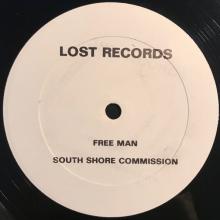 LOST RECORDS
FREE MAN
SOUTH SHORE COMMISSION